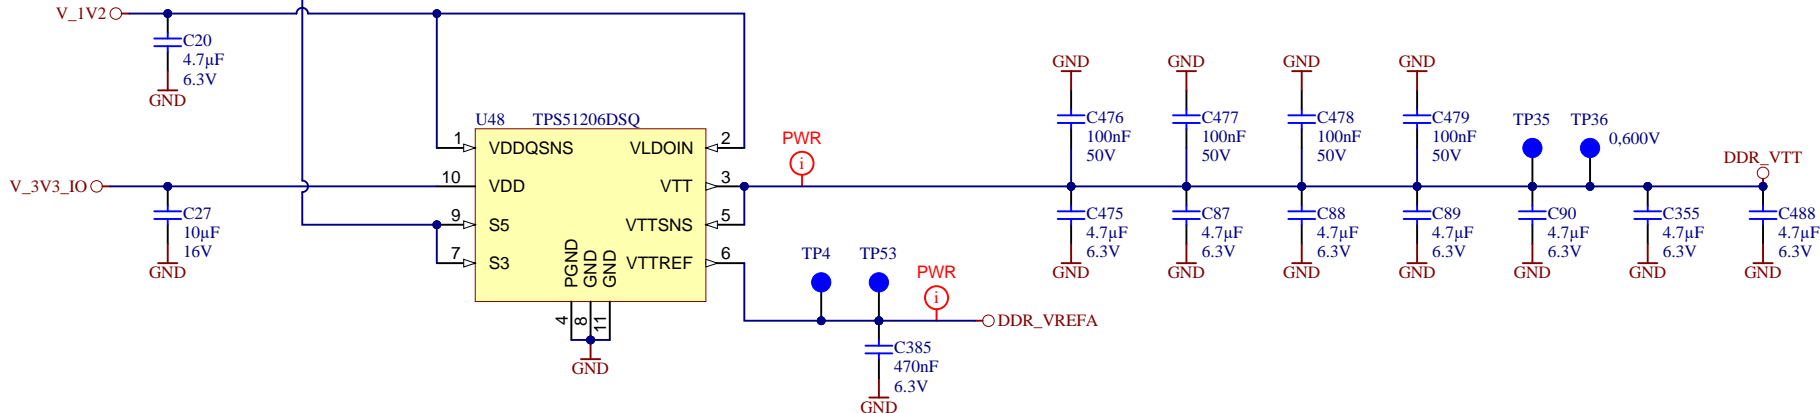 V_1V2
C20
4.7µF
6.3V
GND
U48 TPS51206DSQ
1 VDDQSNS VLDOIN 2
V_3V3_IO
10 VDD VTT 3
9 S5 VTTSNS 5
7 S3 VTTREF 6
PGND
GND
GND
4
8
11
GND
C27
10µF
16V
GND
PWR
i
TP4
TP53
PWR
i
DDR_VREFA
C385
470nF
6.3V
GND
GND GND GND GND
C476 C477 C478 C479
100nF 100nF 100nF 100nF
50V 50V 50V 50V
TP35 TP36
0,600V
DDR_VTT
C475 C87 C88 C89 C90 C355 C488
4.7µF 4.7µF 4.7µF 4.7µF 4.7µF 4.7µF 4.7µF
6.3V 6.3V 6.3V 6.3V 6.3V 6.3V 6.3V
GND GND GND GND GND GND GND